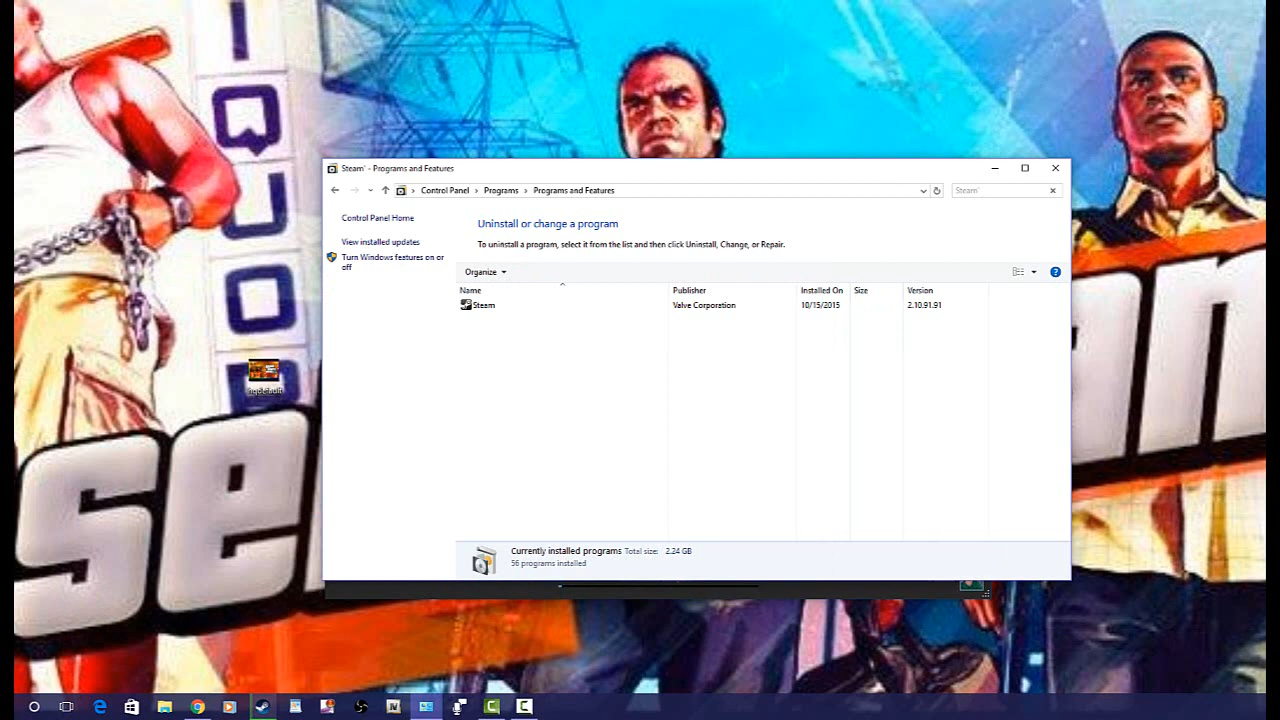 Steam' - Programs and Features
Control Panel > Programs > Programs and Features
Steam'
Control Panel Home
View installed updates
Turn Windows features on or
off
Uninstall or change a program
To uninstall a program, select it from the list and then click Uninstall, Change, or Repair.
Organize
Name Publisher Installed On Size Version
Steam Valve Corporation 10/15/2015 2.10.91.91
Currently installed programs Total size: 2.24 GB
56 programs installed
IQUOR
se
an